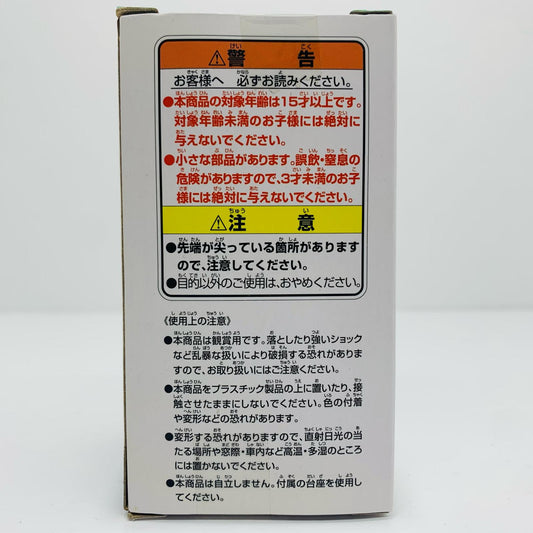 ⚠警告
お客様へ 必ずお読みください。
●本商品の対象年齢は15才以上です。
対象年齢未満のお子様には絶対に
与えないでください。
●小さな部品があります。誤飲・窒息の
危険がありますので、3才未満のお子
様には絶対に与えないでください。
⚠注意
●先端が尖っている箇所があります
ので、注意してください。
●目的以外のご使用は、おやめください。
《使用上の注意》
●本商品は観賞用です。落としたり強いショック
など乱暴な扱いにより破損する恐れがありま
すので、お取り扱いにはご注意ください。
●本商品をプラスチック製品の上に置いたり、接
触させたままにしないでください。色の付着
や変形などの恐れがあります。
●変形する恐れがありますので、直射日光の当
たる場所や窓際・車内など高温・多湿のところ
には置かないでください。
●本商品は自立しません。付属の台座を使用し
てください。